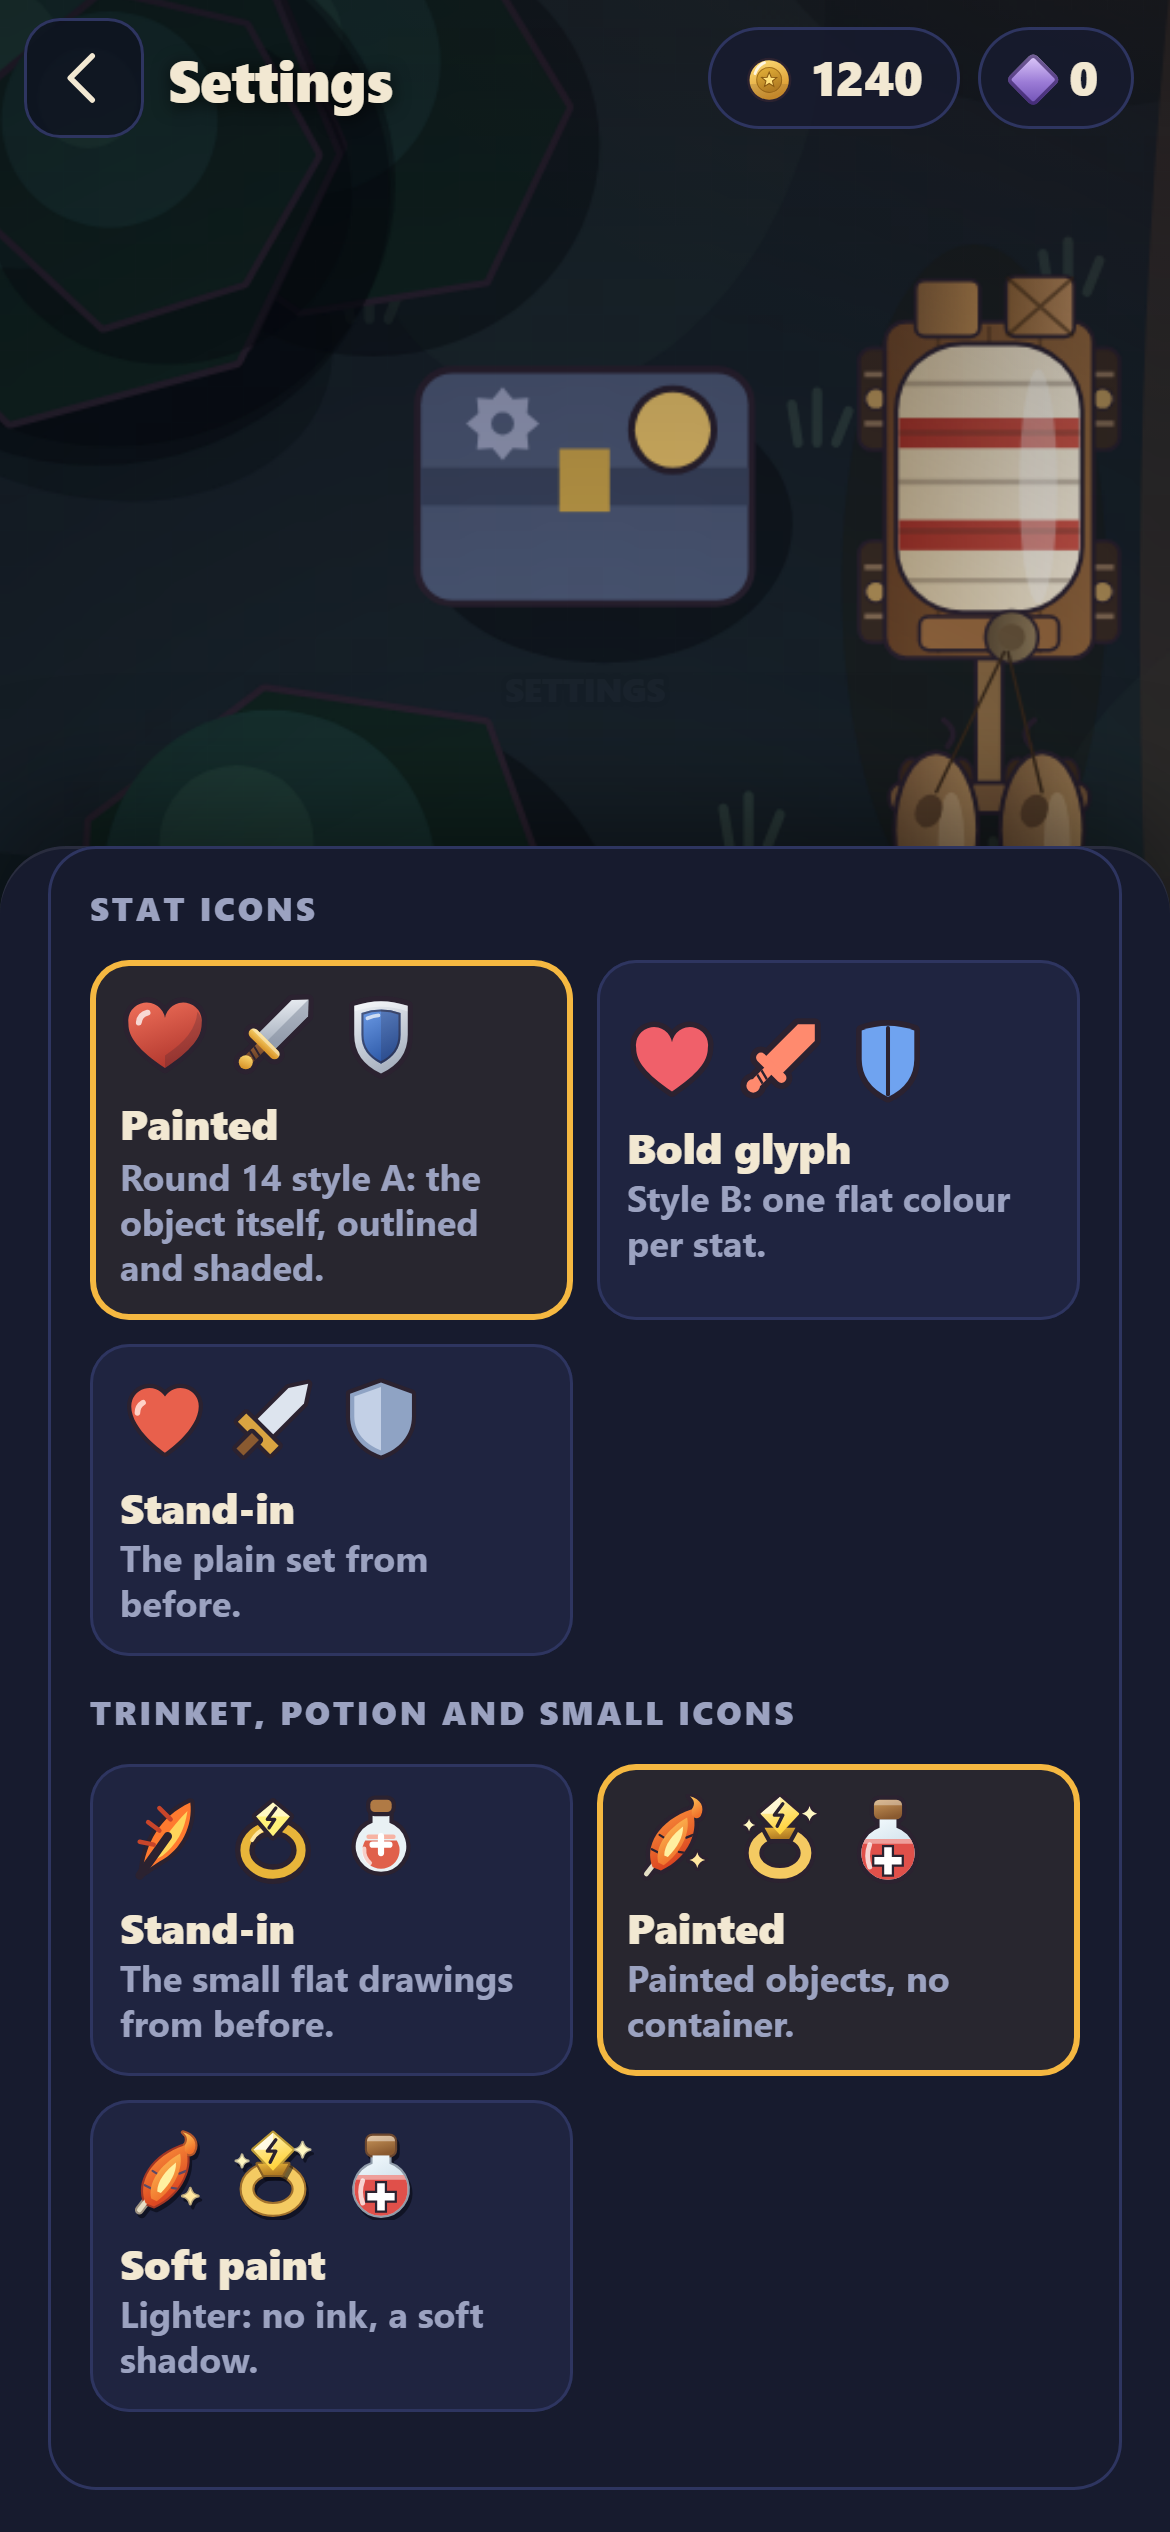 Settings
1240
0
SETTINGS
STAT ICONS
Painted
Round 14 style A: the
object itself, outlined
and shaded.
Bold glyph
Style B: one flat colour
per stat.
Stand-in
The plain set from
before.
TRINKET, POTION AND SMALL ICONS
Stand-in
The small flat drawings
from before.
Painted
Painted objects, no
container.
Soft paint
Lighter: no ink, a soft
shadow.